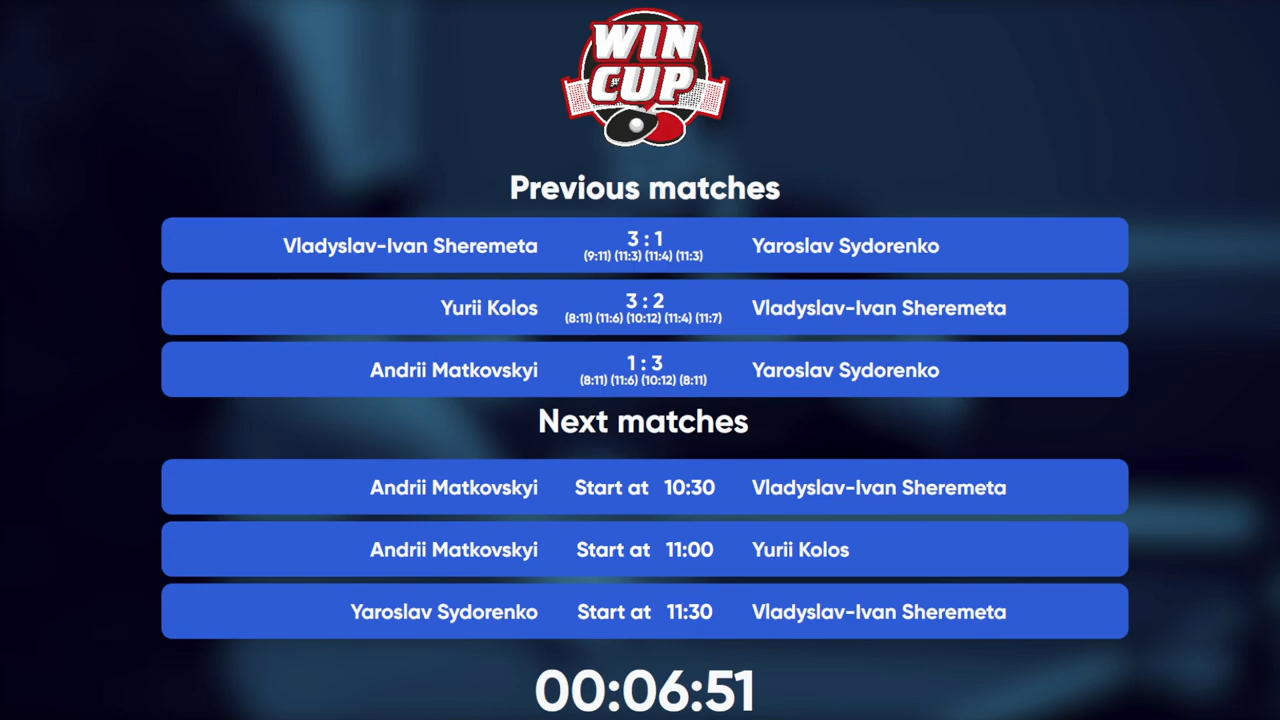 WIN
CUP
Previous matches
Vladyslav-Ivan Sheremeta 3 : 1 Yaroslav Sydorenko
(9:11) (11:3) (11:4) (11:3)
Yurii Kolos 3 : 2 Vladyslav-Ivan Sheremeta
(8:11) (11:6) (10:12) (11:4) (11:7)
Andrii Matkovskyi 1 : 3 Yaroslav Sydorenko
(8:11) (11:6) (10:12) (8:11)
Next matches
Andrii Matkovskyi Start at 10:30 Vladyslav-Ivan Sheremeta
Andrii Matkovskyi Start at 11:00 Yurii Kolos
Yaroslav Sydorenko Start at 11:30 Vladyslav-Ivan Sheremeta
00:06:51